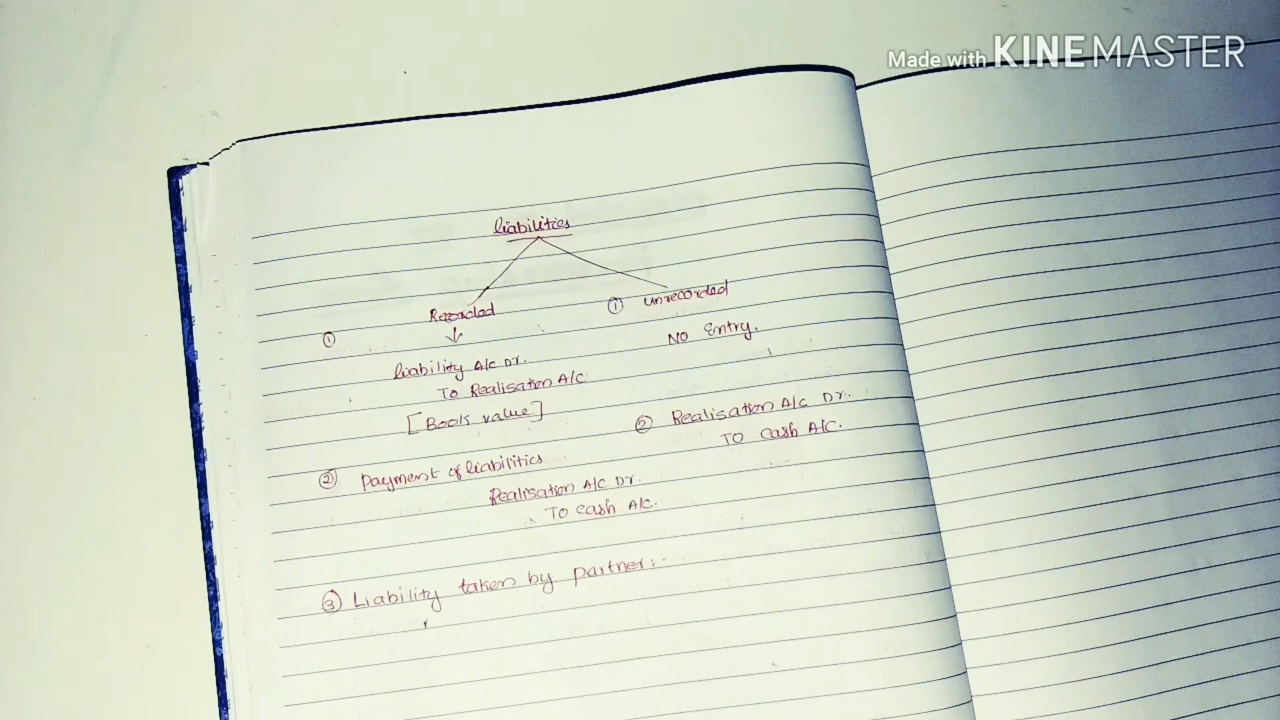 Made with KINEMASTER
Liabilities
① Recorded
Liability A/c Dr.
To Realisation A/c
[Book value]
① unrecorded
NO Entry.
② Realisation A/c Dr.
TO Cash A/c.
② Payment of liabilities
Realisation A/c Dr.
TO Cash A/c.
③ Liability taken by partner:-